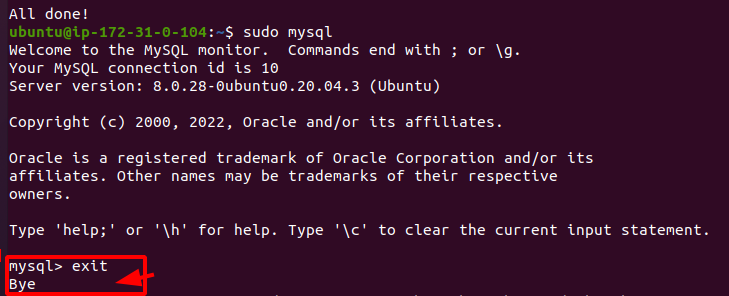 All done!
ubuntu@ip-172-31-0-104:~$ sudo mysql
Welcome to the MySQL monitor.  Commands end with ; or \g.
Your MySQL connection id is 10
Server version: 8.0.28-0ubuntu0.20.04.3 (Ubuntu)

Copyright (c) 2000, 2022, Oracle and/or its affiliates.

Oracle is a registered trademark of Oracle Corporation and/or its
affiliates. Other names may be trademarks of their respective
owners.

Type 'help;' or '\h' for help. Type '\c' to clear the current input statement.

mysql> exit
Bye